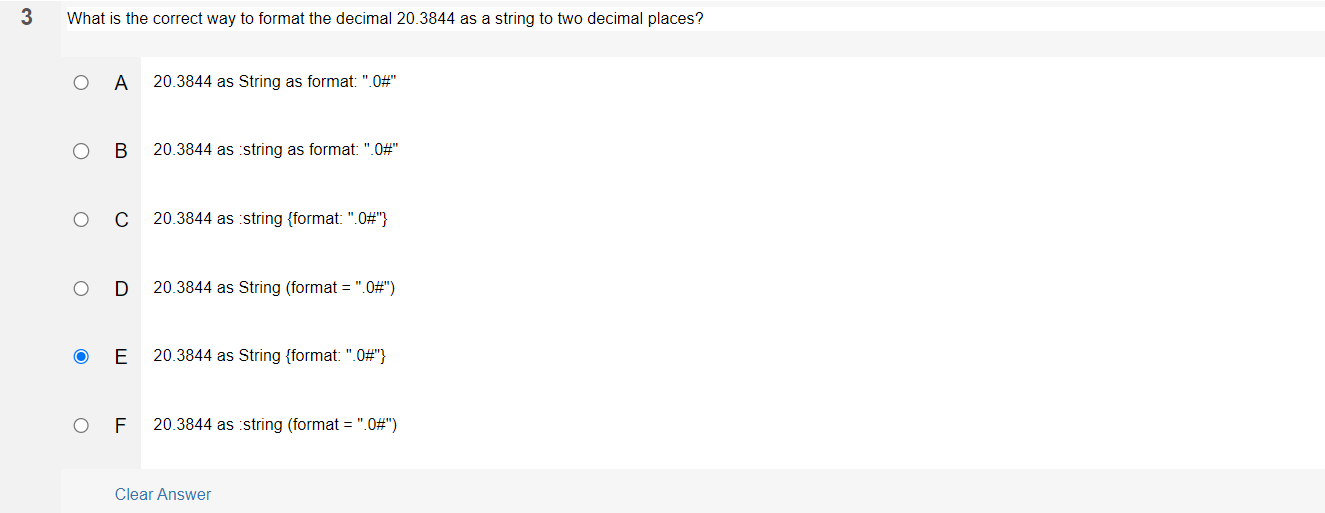 3 What is the correct way to format the decimal 20.3844 as a string to two decimal places?
A 20.3844 as String as format: ".0#"
B 20.3844 as :string as format: ".0#"
C 20.3844 as :string {format: ".0#"}
D 20.3844 as String (format = ".0#")
E 20.3844 as String {format: ".0#"}
F 20.3844 as :string (format = ".0#")
Clear Answer